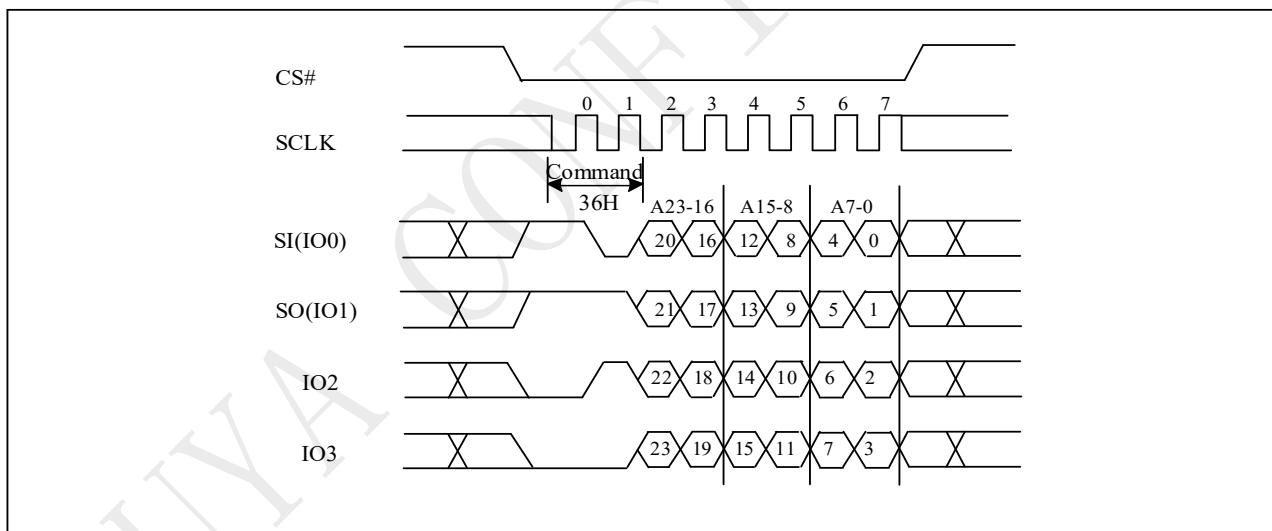 CS#
0 1 2 3 4 5 6 7
SCLK
Command
36H
A23-16 A15-8 A7-0
SI(IO0) 20 16 12 8 4 0
SO(IO1) 21 17 13 9 5 1
IO2 22 18 14 10 6 2
IO3 23 19 15 11 7 3